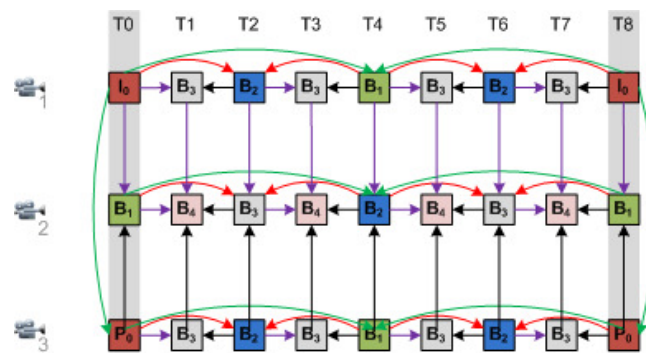 T0 T1 T2 T3 T4 T5 T6 T7 T8
1 I₀ B₃ B₂ B₃ B₁ B₃ B₂ B₃ I₀
2 B₁ B₄ B₃ B₄ B₂ B₄ B₃ B₄ B₁
3 P₀ B₃ B₂ B₃ B₁ B₃ B₂ B₃ P₀